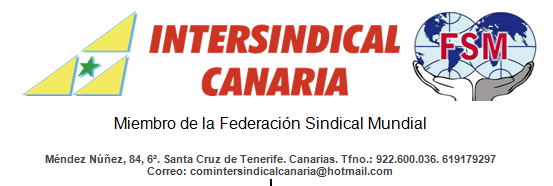 INTERSINDICAL
CANARIA
FSM
Miembro de la Federación Sindical Mundial
Méndez Núñez, 84, 6ª. Santa Cruz de Tenerife. Canarias. Tfno.: 922.600.036. 619179297
Correo: comintersindicalcanaria@hotmail.com